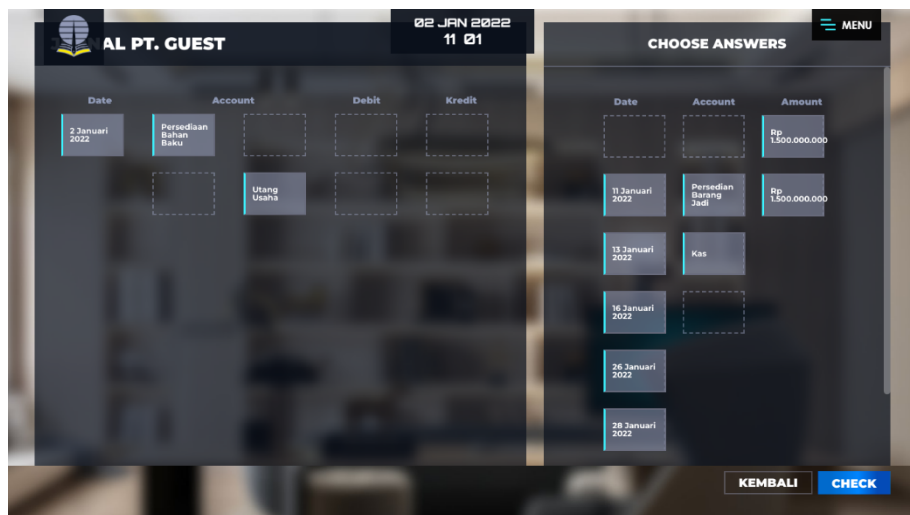 02 JAN 2022
11 01
MENU
AL PT. GUEST
CHOOSE ANSWERS
Date Account Debit Kredit
2 Januari
2022
Persediaan
Bahan
Baku
Utang
Usaha
Date Account Amount
Rp
1.500.000.000
11 Januari
2022
Persedian
Barang
Jadi
Rp
1.500.000.000
13 Januari
2022
Kas
16 Januari
2022
26 Januari
2022
28 Januari
2022
KEMBALI
CHECK